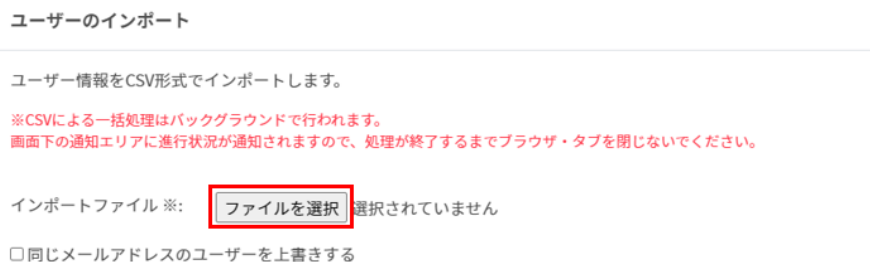 ユーザーのインポート
ユーザー情報をCSV形式でインポートします。
※CSVによる一括処理はバックグラウンドで行われます。
画面下の通知エリアに進行状況が通知されますので、処理が終了するまでブラウザ・タブを閉じないでください。
インポートファイル ※: ファイルを選択 選択されていません
同じメールアドレスのユーザーを上書きする